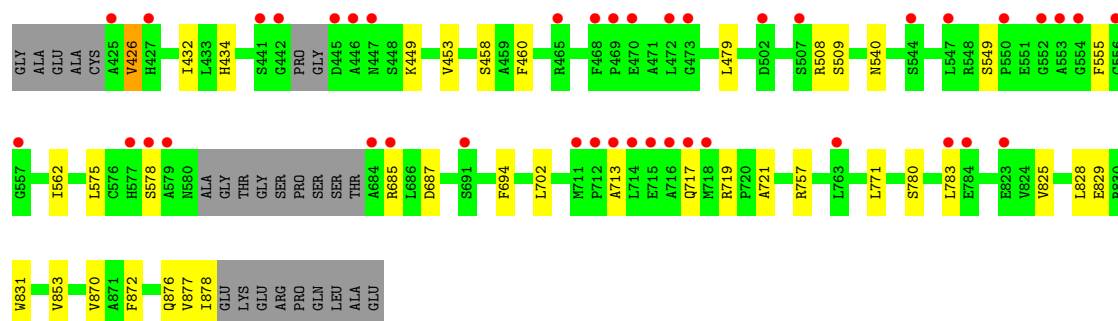 GLY ALA GLU ALA CYS A425 V426 H427 I432 L433 H434 S441 G442 PRO GLY D445 A446 N447 S448 K449 V453 S458 A459 F460 R465 F468 P469 E470 A471 L472 G473 L479 D502 S507 R508 S509 N540 S544 L547 R548 S549 P550 E551 G552 A553 G554 F555 G556
G557 I562 L575 C576 H577 S578 A579 N580 ALA GLY THR GLY SER PRO SER SER THR A684 R685 L686 D687 S691 F694 L702 M711 P712 A713 L714 E715 A716 Q717 M718 R719 P720 A721 R757 L763 L771 S780 L783 E784 E823 V824 V825 L828 E829
W831 V853 V870 A871 F872 Q876 V877 I878 GLU LYS GLU ARG PRO GLN LEU ALA GLU